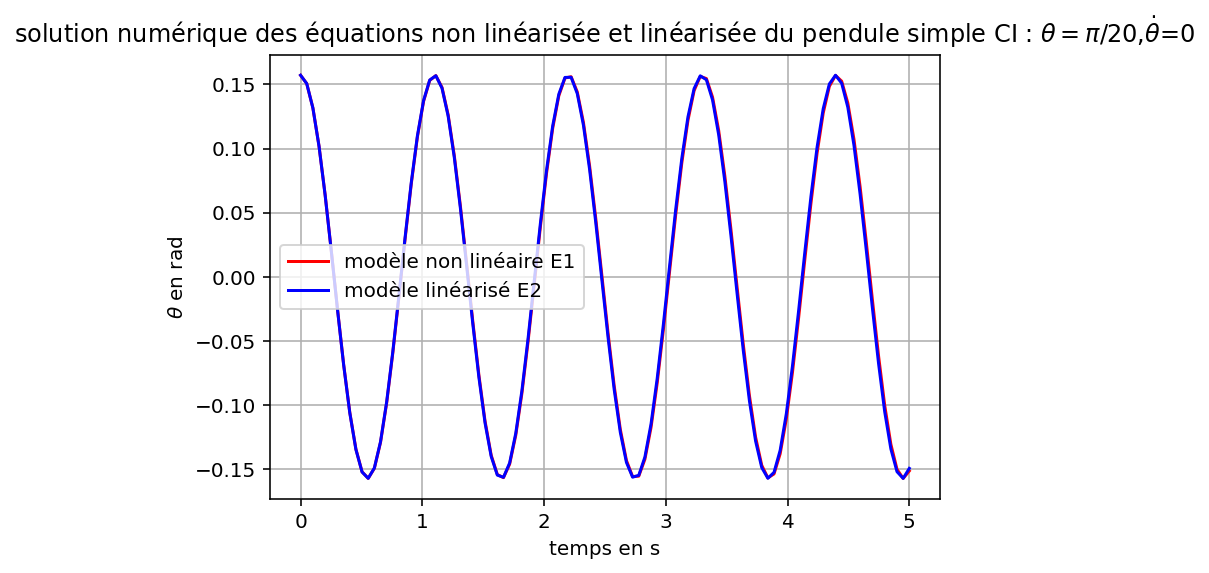 solution numérique des équations non linéarisée et linéarisée du pendule simple CI : θ = π/20,θ̇=0
0.15
0.10
0.05
0.00
−0.05
−0.10
−0.15
θ en rad
modèle non linéaire E1
modèle linéarisé E2
0 1 2 3 4 5
temps en s